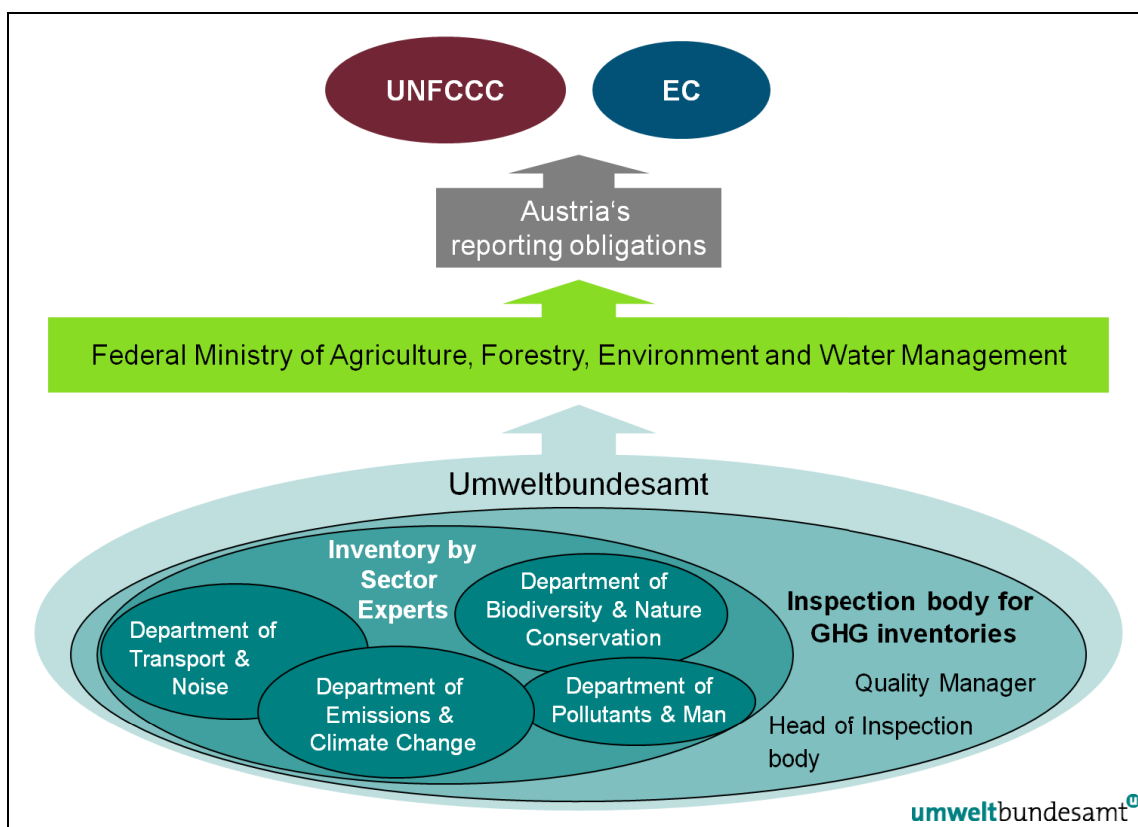 UNFCCC
EC
Austria‘s
reporting obligations
Federal Ministry of Agriculture, Forestry, Environment and Water Management
Umweltbundesamt
Inventory by
Sector
Experts
Department of
Biodiversity & Nature
Conservation
Department of
Transport &
Noise
Department of
Emissions &
Climate Change
Department of
Pollutants & Man
Inspection body for
GHG inventories
Quality Manager
Head of Inspection
body
umweltbundesamt u